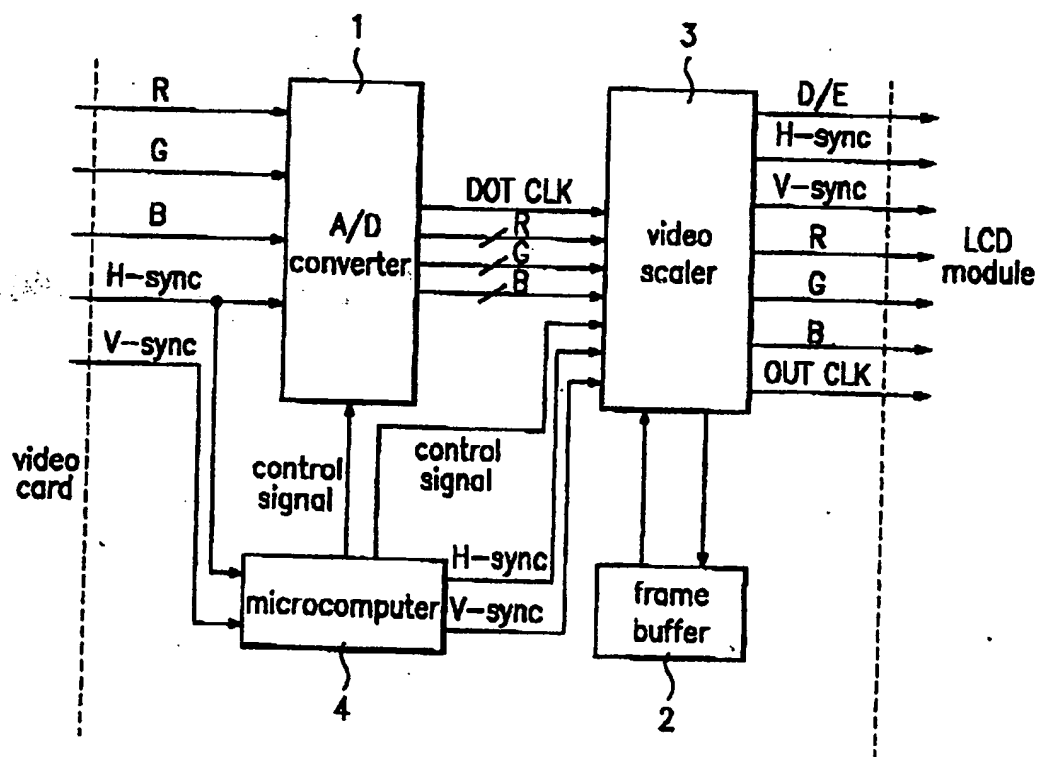 1
3
R
G
B
H-sync
V-sync
A/D
converter
DOT CLK
R
G
B
video
scaler
D/E
H-sync
V-sync
R
G
B
OUT CLK
LCD
module
video
card
control
signal
control
signal
microcomputer
H-sync
V-sync
frame
buffer
4
2